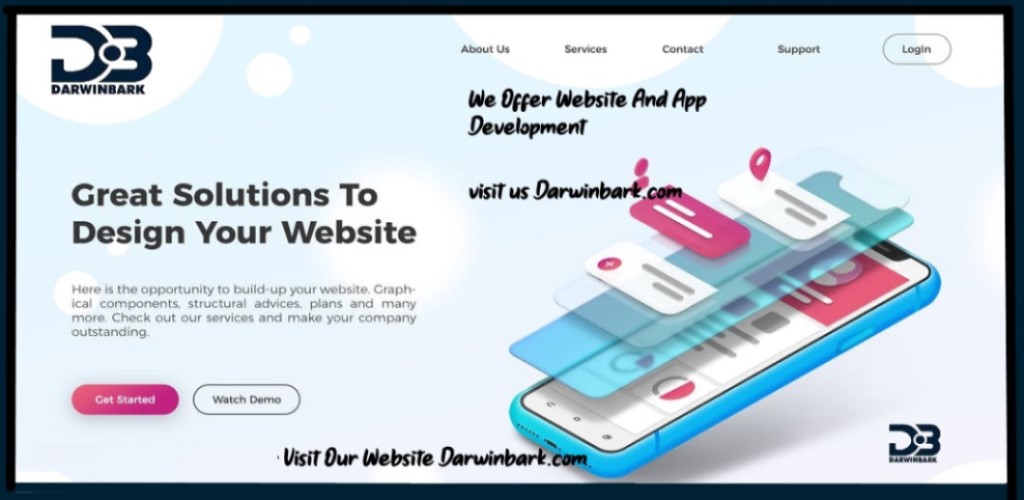 DB
DARWINBARK
About Us
Services
Contact
Support
LogIn
We Offer Website And App
Development
visit us Darwinbark.com
Great Solutions To
Design Your Website
Here is the opportunity to build-up your website. Graph-
ical components, structural advices, plans and many
more. Check out our services and make your company
outstanding.
Get Started
Watch Demo
Visit Our Website Darwinbark.com
DB
DARWINBARK